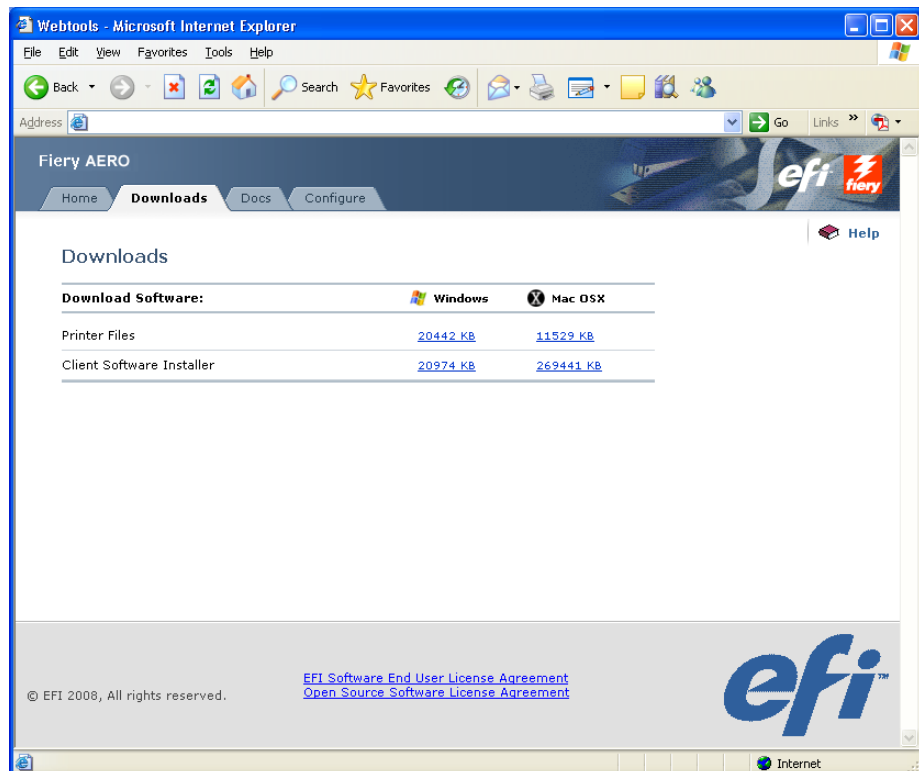 Webtools - Microsoft Internet Explorer
File Edit View Favorites Tools Help
Back Search Favorites
Address Go Links »
Fiery AERO
efi fiery
Home Downloads Docs Configure
Help
Downloads
Download Software: Windows Mac OSX
Printer Files 20442 KB 11529 KB
Client Software Installer 20974 KB 269441 KB
EFI Software End User License Agreement
© EFI 2008, All rights reserved. Open Source Software License Agreement
efi™
Internet